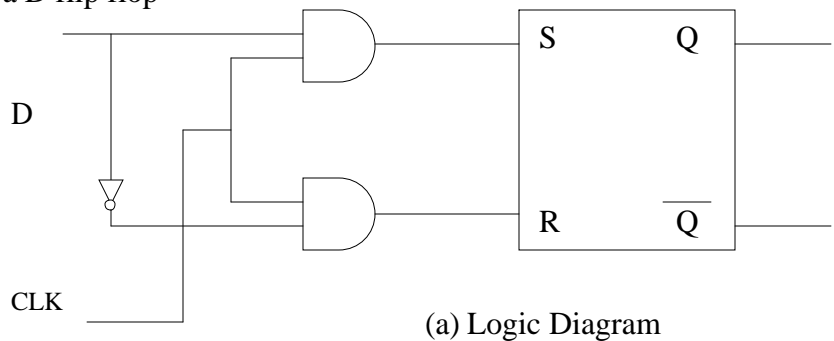 a D flip flop
S Q
D
R Q̅
CLK
(a) Logic Diagram